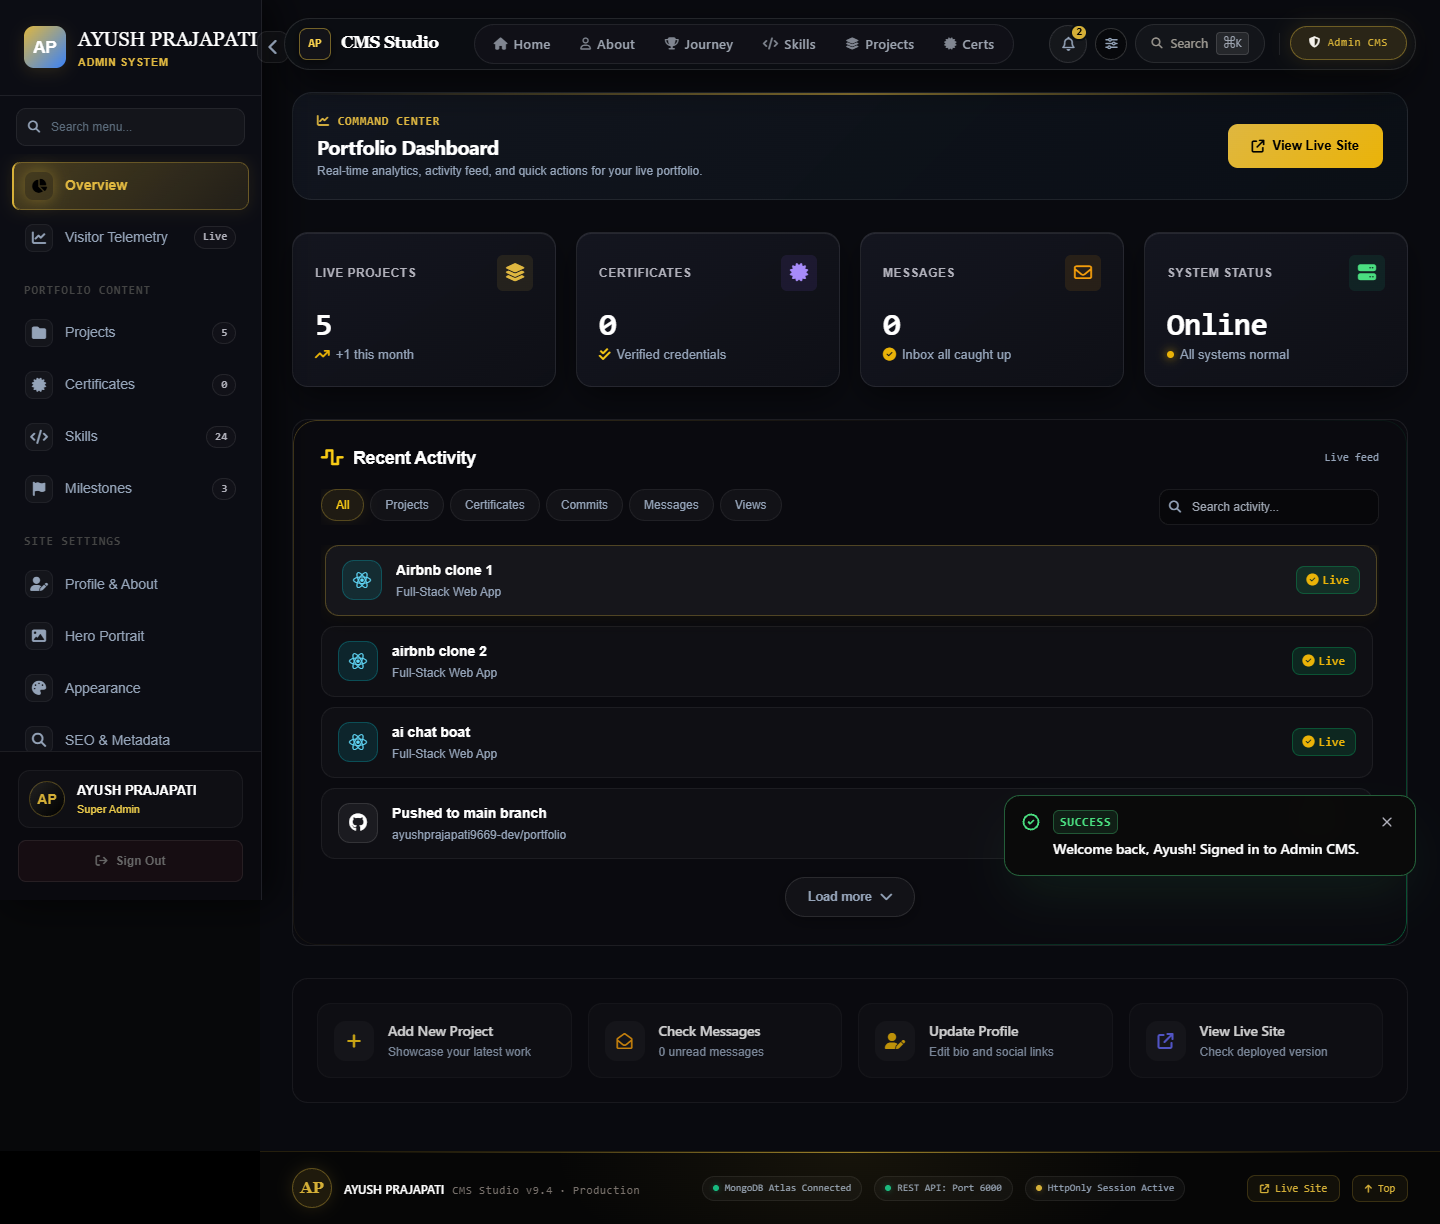 AP
AYUSH PRAJAPATI
ADMIN SYSTEM
Search menu...
Overview
Visitor Telemetry
Live
PORTFOLIO CONTENT
Projects
5
Certificates
0
Skills
24
Milestones
3
SITE SETTINGS
Profile & About
Hero Portrait
Appearance
SEO & Metadata
AP
AYUSH PRAJAPATI
Super Admin
Sign Out
AP
CMS Studio
Home
About
Journey
Skills
Projects
Certs
2
Search
⌘K
Admin CMS
COMMAND CENTER
Portfolio Dashboard
Real-time analytics, activity feed, and quick actions for your live portfolio.
View Live Site
LIVE PROJECTS
5
+1 this month
CERTIFICATES
0
Verified credentials
MESSAGES
0
Inbox all caught up
SYSTEM STATUS
Online
All systems normal
Recent Activity
Live feed
All
Projects
Certificates
Commits
Messages
Views
Search activity...
Airbnb clone 1
Full-Stack Web App
Live
airbnb clone 2
Full-Stack Web App
Live
ai chat boat
Full-Stack Web App
Live
Pushed to main branch
ayushprajapati9669-dev/portfolio
SUCCESS
Welcome back, Ayush! Signed in to Admin CMS.
Load more
Add New Project
Showcase your latest work
Check Messages
0 unread messages
Update Profile
Edit bio and social links
View Live Site
Check deployed version
AP
AYUSH PRAJAPATI
CMS Studio v9.4 · Production
MongoDB Atlas Connected
REST API: Port 6000
HttpOnly Session Active
Live Site
Top